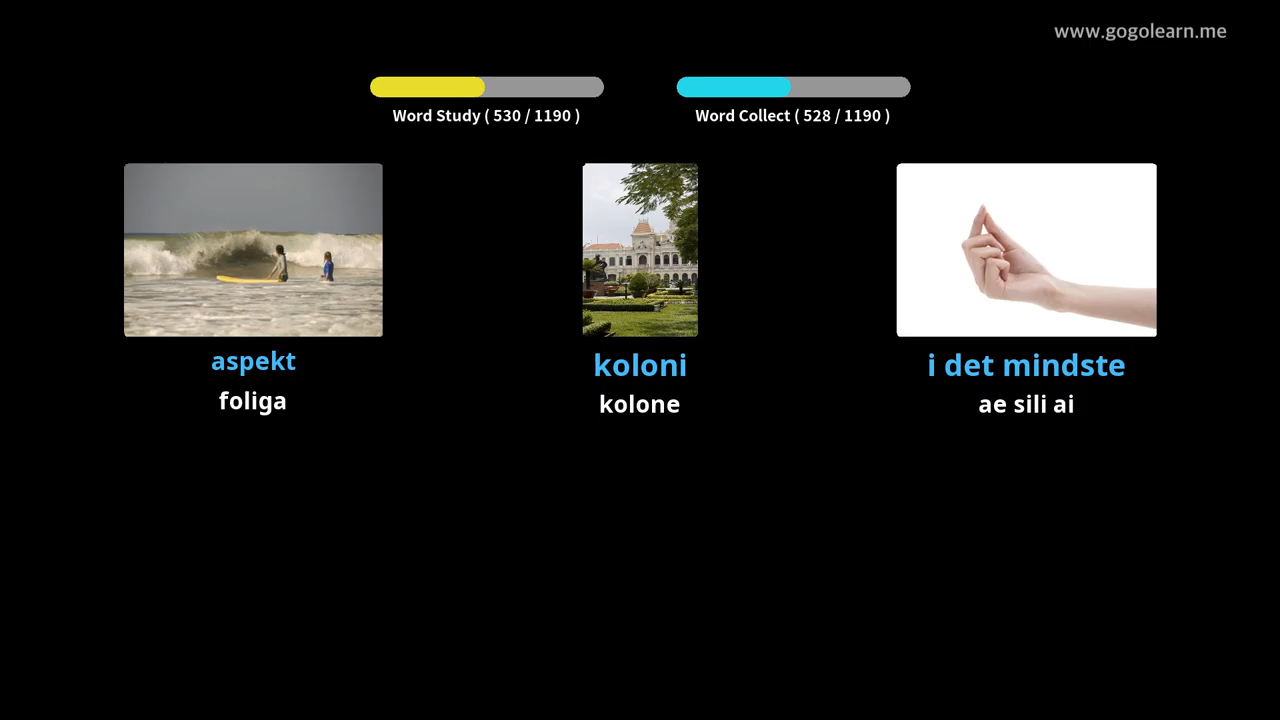 www.gogolearn.me
Word Study ( 530 / 1190 )
Word Collect ( 528 / 1190 )
aspekt
foliga
koloni
kolone
i det mindste
ae sili ai